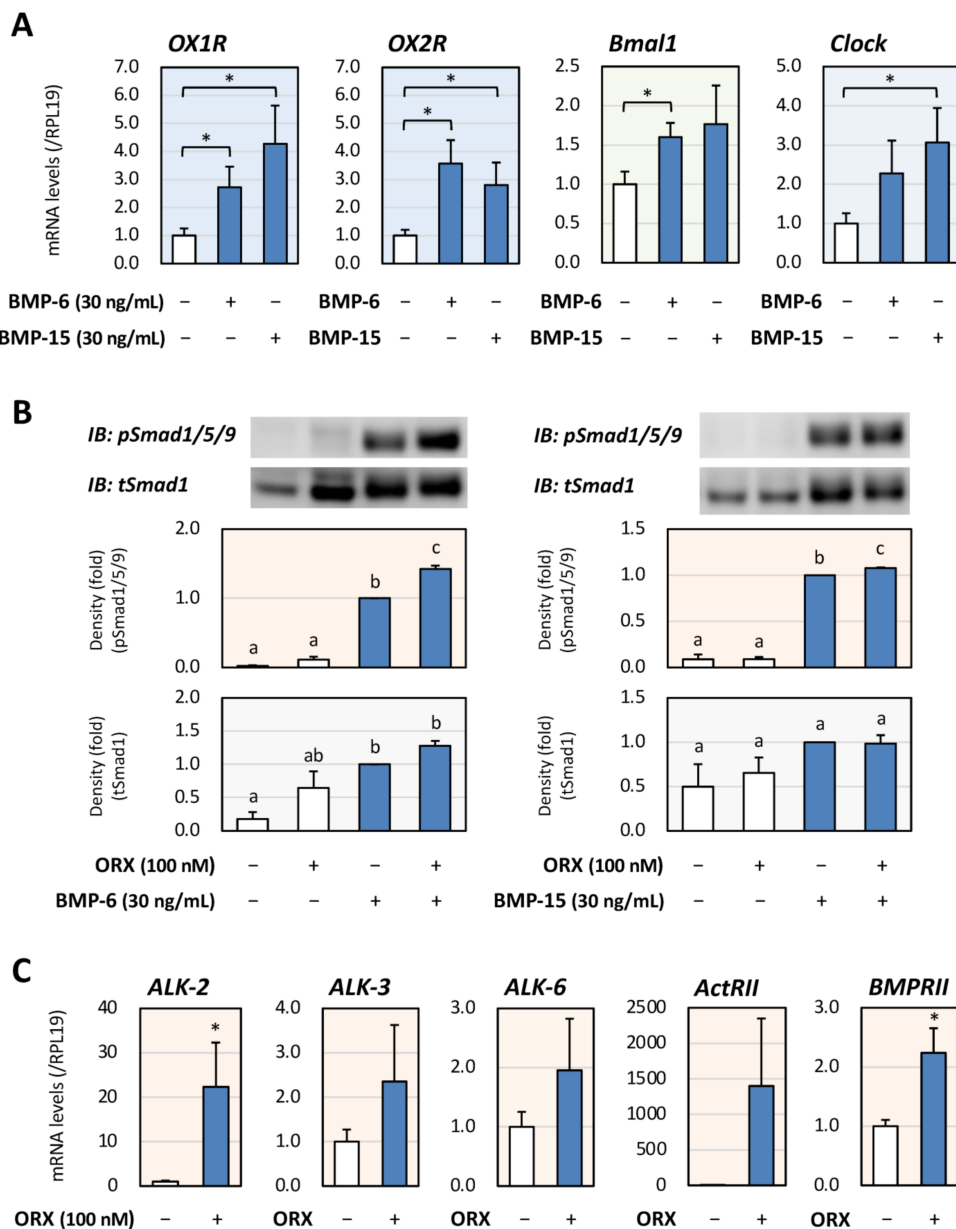 A
OX1R OX2R Bmal1 Clock
mRNA levels (/RPL19)
7.0 6.0 5.0 4.0 3.0 2.0 1.0 0.0
* *
7.0 6.0 5.0 4.0 3.0 2.0 1.0 0.0
* *
2.5 2.0 1.5 1.0 0.5 0.0
*
5.0 4.0 3.0 2.0 1.0 0.0
*
BMP-6 (30 ng/mL) − + − BMP-6 − + − BMP-6 − + − BMP-6 − + −
BMP-15 (30 ng/mL) − − + BMP-15 − − + BMP-15 − − + BMP-15 − − +
B
IB: pSmad1/5/9 IB: pSmad1/5/9
IB: tSmad1 IB: tSmad1
Density (fold)
(pSmad1/5/9)
2.0 1.0 0.0
a a b c
Density (fold)
(pSmad1/5/9)
1.5 1.0 0.5 0.0
a a b c
Density (fold)
(tSmad1)
2.0 1.5 1.0 0.5 0.0
a ab b b
Density (fold)
(tSmad1)
1.5 1.0 0.5 0.0
a a a a
ORX (100 nM) − + − + ORX (100 nM) − + − +
BMP-6 (30 ng/mL) − − + + BMP-15 (30 ng/mL) − − + +
C
ALK-2 ALK-3 ALK-6 ActRII BMPRII
mRNA levels (/RPL19)
40 30 20 10 0
*
4.0 3.0 2.0 1.0 0.0
3.0 2.0 1.0 0.0
2500 2000 1500 1000 500 0
3.0 2.0 1.0 0.0
*
ORX (100 nM) − + ORX − + ORX − + ORX − + ORX − +